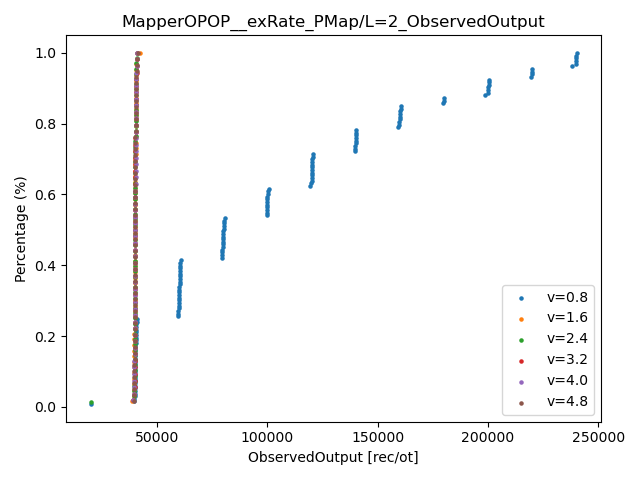 MapperOPOP__exRate_PMap/L=2_ObservedOutput
Percentage (%)
1.0
0.8
0.6
0.4
0.2
0.0
v=0.8
v=1.6
v=2.4
v=3.2
v=4.0
v=4.8
50000 100000 150000 200000 250000
ObservedOutput [rec/ot]